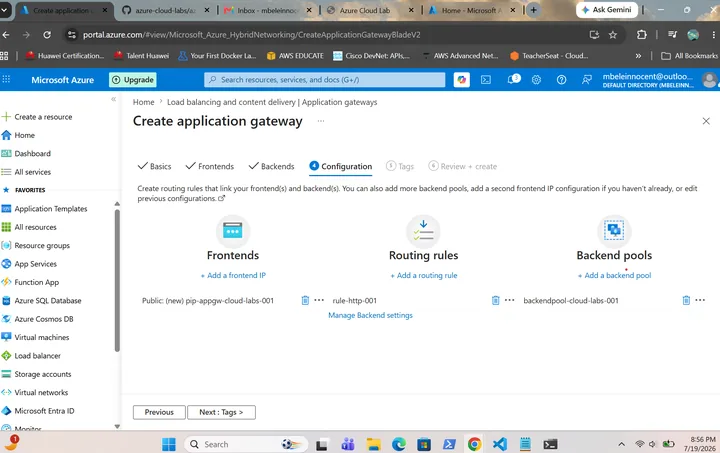 Create application gateway
azure-cloud-labs/a
Inbox - mbeleinnoc
Azure Cloud Lab
Home - Microsoft A
Ask Gemini
portal.azure.com/#view/Microsoft_Azure_HybridNetworking/CreateApplicationGatewayBladeV2
Huawei Certification...
Talent Huawei
Your First Docker La...
AWS EDUCATE
Cisco DevNet: APIs,...
AWS Advanced Net...
TeacherSeat - Cloud...
»
All Bookmarks
Microsoft Azure
Upgrade
Search resources, services, and docs (G+/)
2
mbeleinnocent@outloo...
DEFAULT DIRECTORY (MBELEINN...
Create a resource
Home
Dashboard
All services
FAVORITES
Application Templates
All resources
Resource groups
App Services
Function App
Azure SQL Database
Azure Cosmos DB
Virtual machines
Load balancer
Storage accounts
Virtual networks
Microsoft Entra ID
Monitor
Home > Load balancing and content delivery | Application gateways >
Create application gateway ...
Basics
Frontends
Backends
4 Configuration
5 Tags
6 Review + create
Create routing rules that link your frontend(s) and backend(s). You can also add more backend pools, add a second frontend IP configuration if you haven't already, or edit
previous configurations.
Frontends
+ Add a frontend IP
Public: (new) pip-appgw-cloud-labs-001
Routing rules
+ Add a routing rule
rule-http-001
Manage Backend settings
Backend pools
+ Add a backend pool
backendpool-cloud-labs-001
Previous
Next : Tags >
1
Search
8:56 PM
7/19/2026